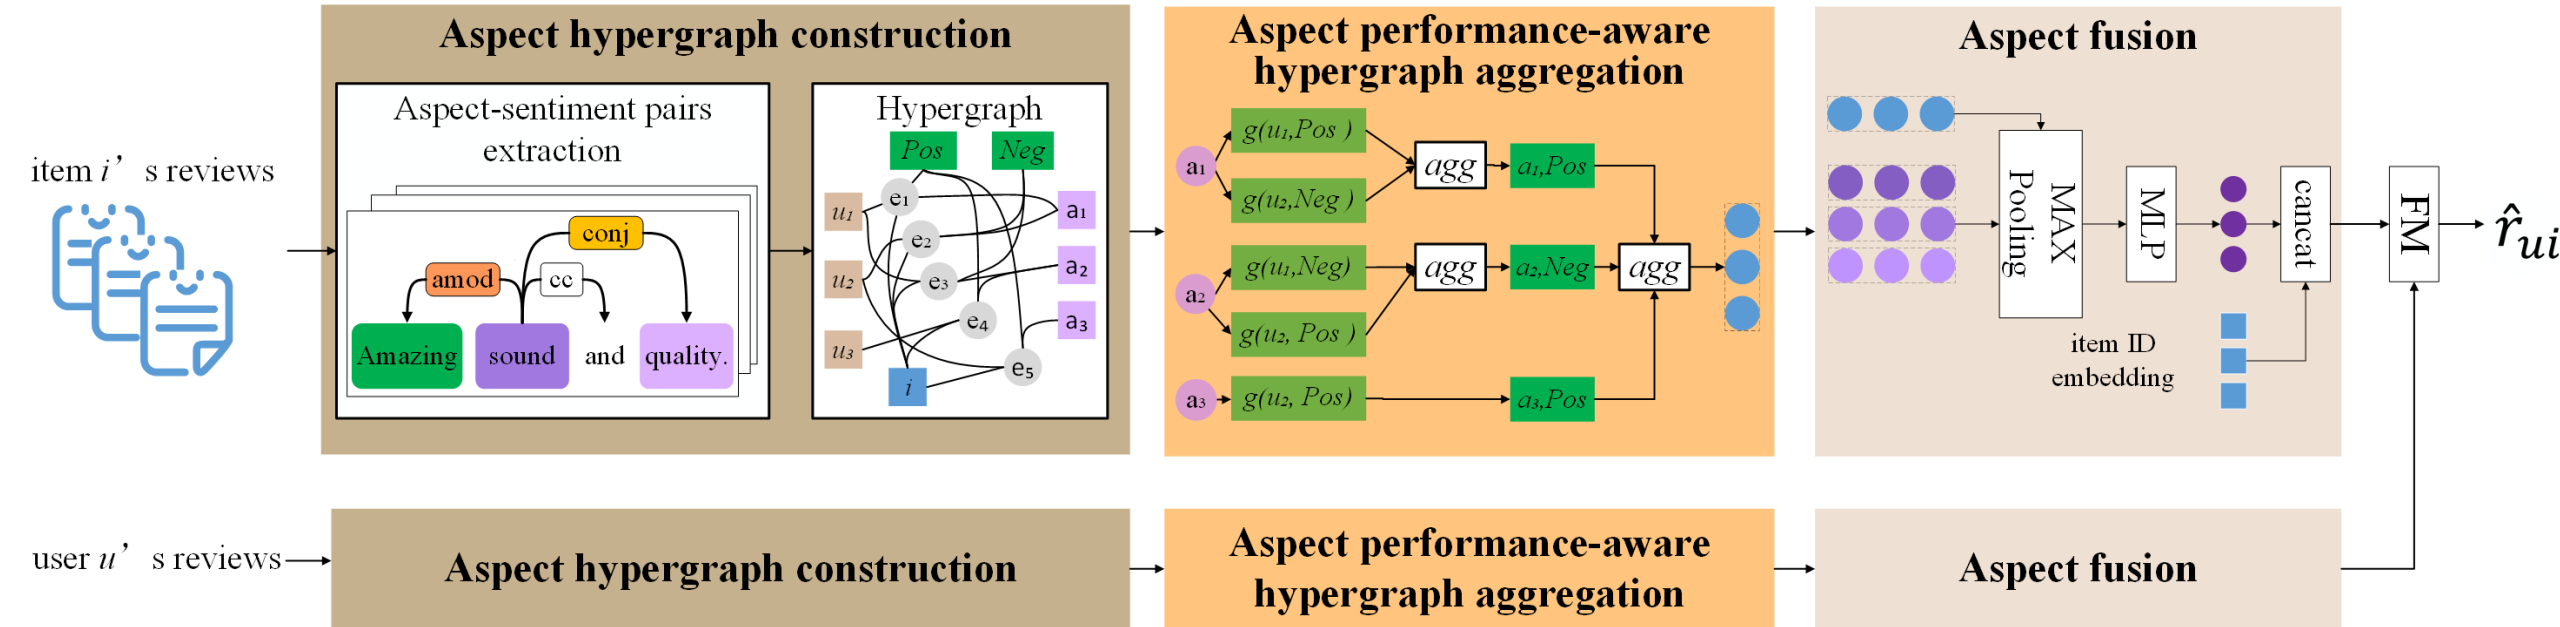 item i’s reviews
Aspect hypergraph construction
Aspect-sentiment pairs
extraction
conj
amod
cc
Amazing
sound
and
quality.
Hypergraph
Pos
Neg
u1
u2
u3
e1
e2
e3
e4
e5
a1
a2
a3
i
Aspect performance-aware
hypergraph aggregation
a1
g(u1,Pos )
g(u2,Neg )
agg
a1,Pos
a2
g(u1,Neg)
g(u2, Pos )
agg
a2,Neg
agg
a3
g(u2, Pos)
a3,Pos
Aspect fusion
MAX
Pooling
MLP
cancat
item ID
embedding
FM
r̂ui
user u’s reviews
Aspect hypergraph construction
Aspect performance-aware
hypergraph aggregation
Aspect fusion